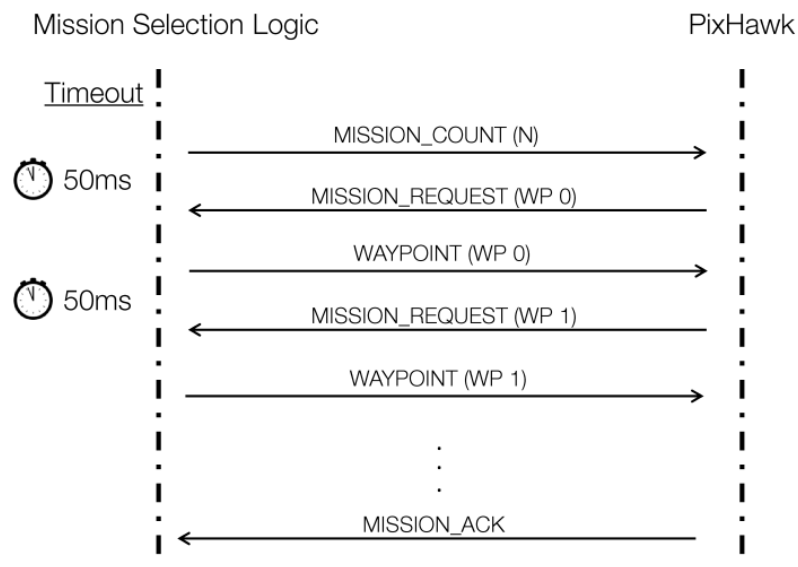 Mission Selection Logic
PixHawk
Timeout
MISSION_COUNT (N)
50ms
MISSION_REQUEST (WP 0)
WAYPOINT (WP 0)
50ms
MISSION_REQUEST (WP 1)
WAYPOINT (WP 1)
MISSION_ACK